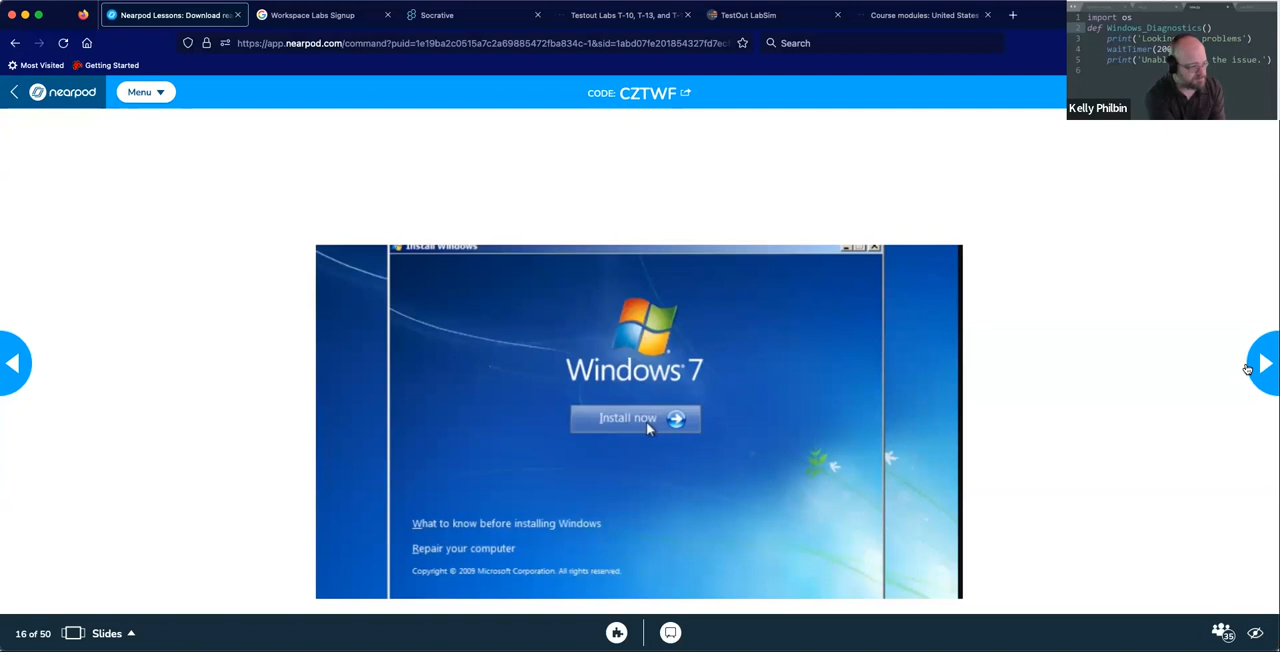 Nearpod Lessons: Download rea
Workspace Labs Signup
Socrative
Testout Labs T-10, T-13, and T-
TestOut LabSim
Course modules: United States
https://app.nearpod.com/command?puid=1e19ba2c0515a7c2a69885472fba834c-1&sid=1abd07fe201854327fd7ec
Search
Most Visited
Getting Started
nearpod
Menu
CODE: CZTWF
1 import os
2 def Windows_Diagnostics()
3 print('Looking problems')
4 waitTimer(200
5 print('Unabl the issue.')
6
Kelly Philbin
Install Windows
Windows 7
Install now
What to know before installing Windows
Repair your computer
Copyright © 2009 Microsoft Corporation. All rights reserved.
16 of 50
Slides
35